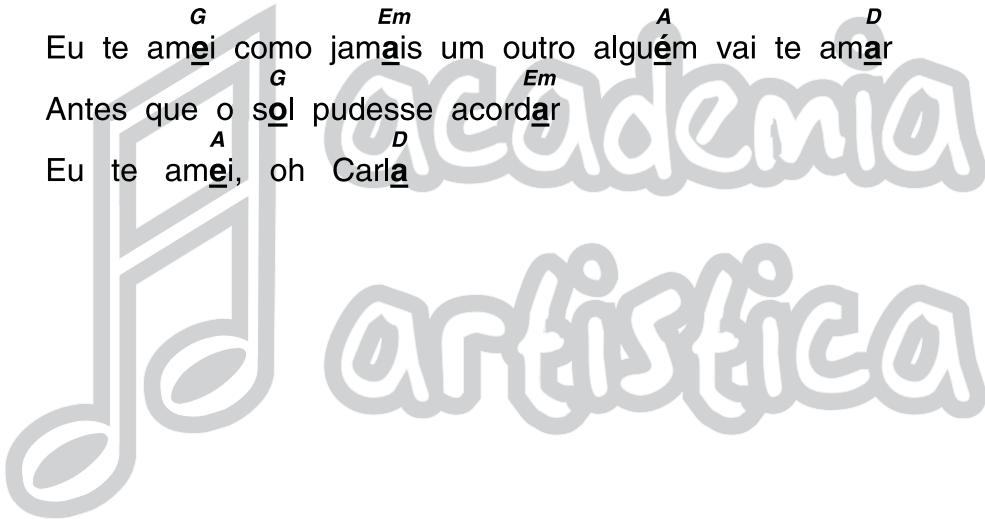 G Em A D
Eu te amei como jamais um outro alguém vai te amar
G Em
Antes que o sol pudesse acordar
A D
Eu te amei, oh Carla
academia
artistica